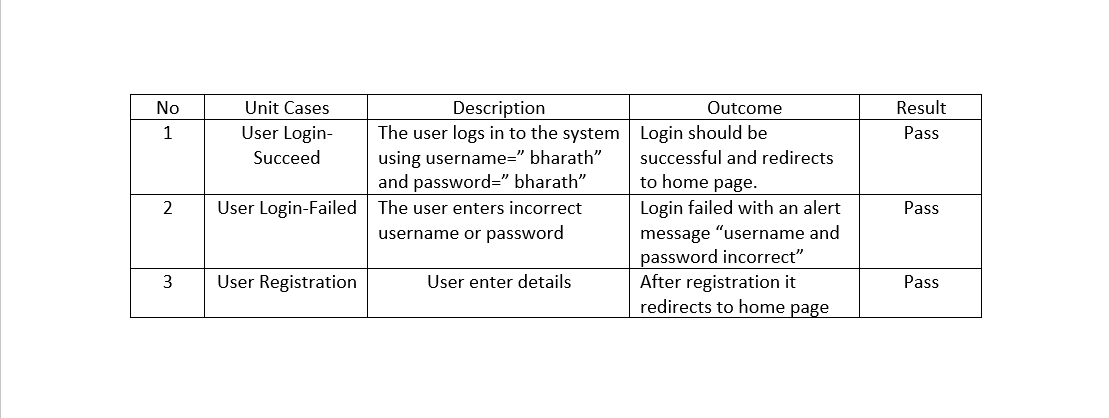 No Unit Cases Description Outcome Result
1 User Login- The user logs in to the system Login should be Pass
Succeed using username=” bharath” successful and redirects
and password=” bharath” to home page.
2 User Login-Failed The user enters incorrect Login failed with an alert Pass
username or password message “username and
password incorrect”
3 User Registration User enter details After registration it Pass
redirects to home page